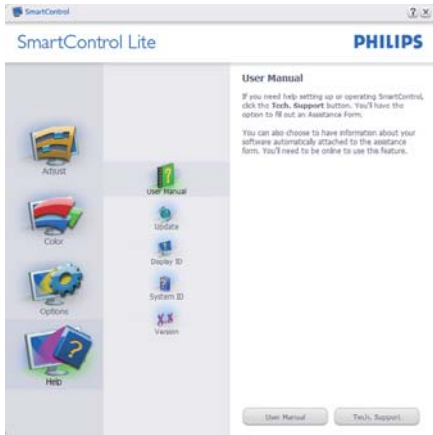 SmartControl
SmartControl Lite
PHILIPS
Adjust
Color
Options
Help
User Manual
Update
Display ID
System ID
Version
User Manual
If you need help setting up or operating SmartControl,
click the Tech. Support button. You'll have the
option to fill out an Assistance Form.
You can also choose to have information about your
software automatically attached to the assistance
form. You'll need to be online to use this feature.
User Manual
Tech. Support